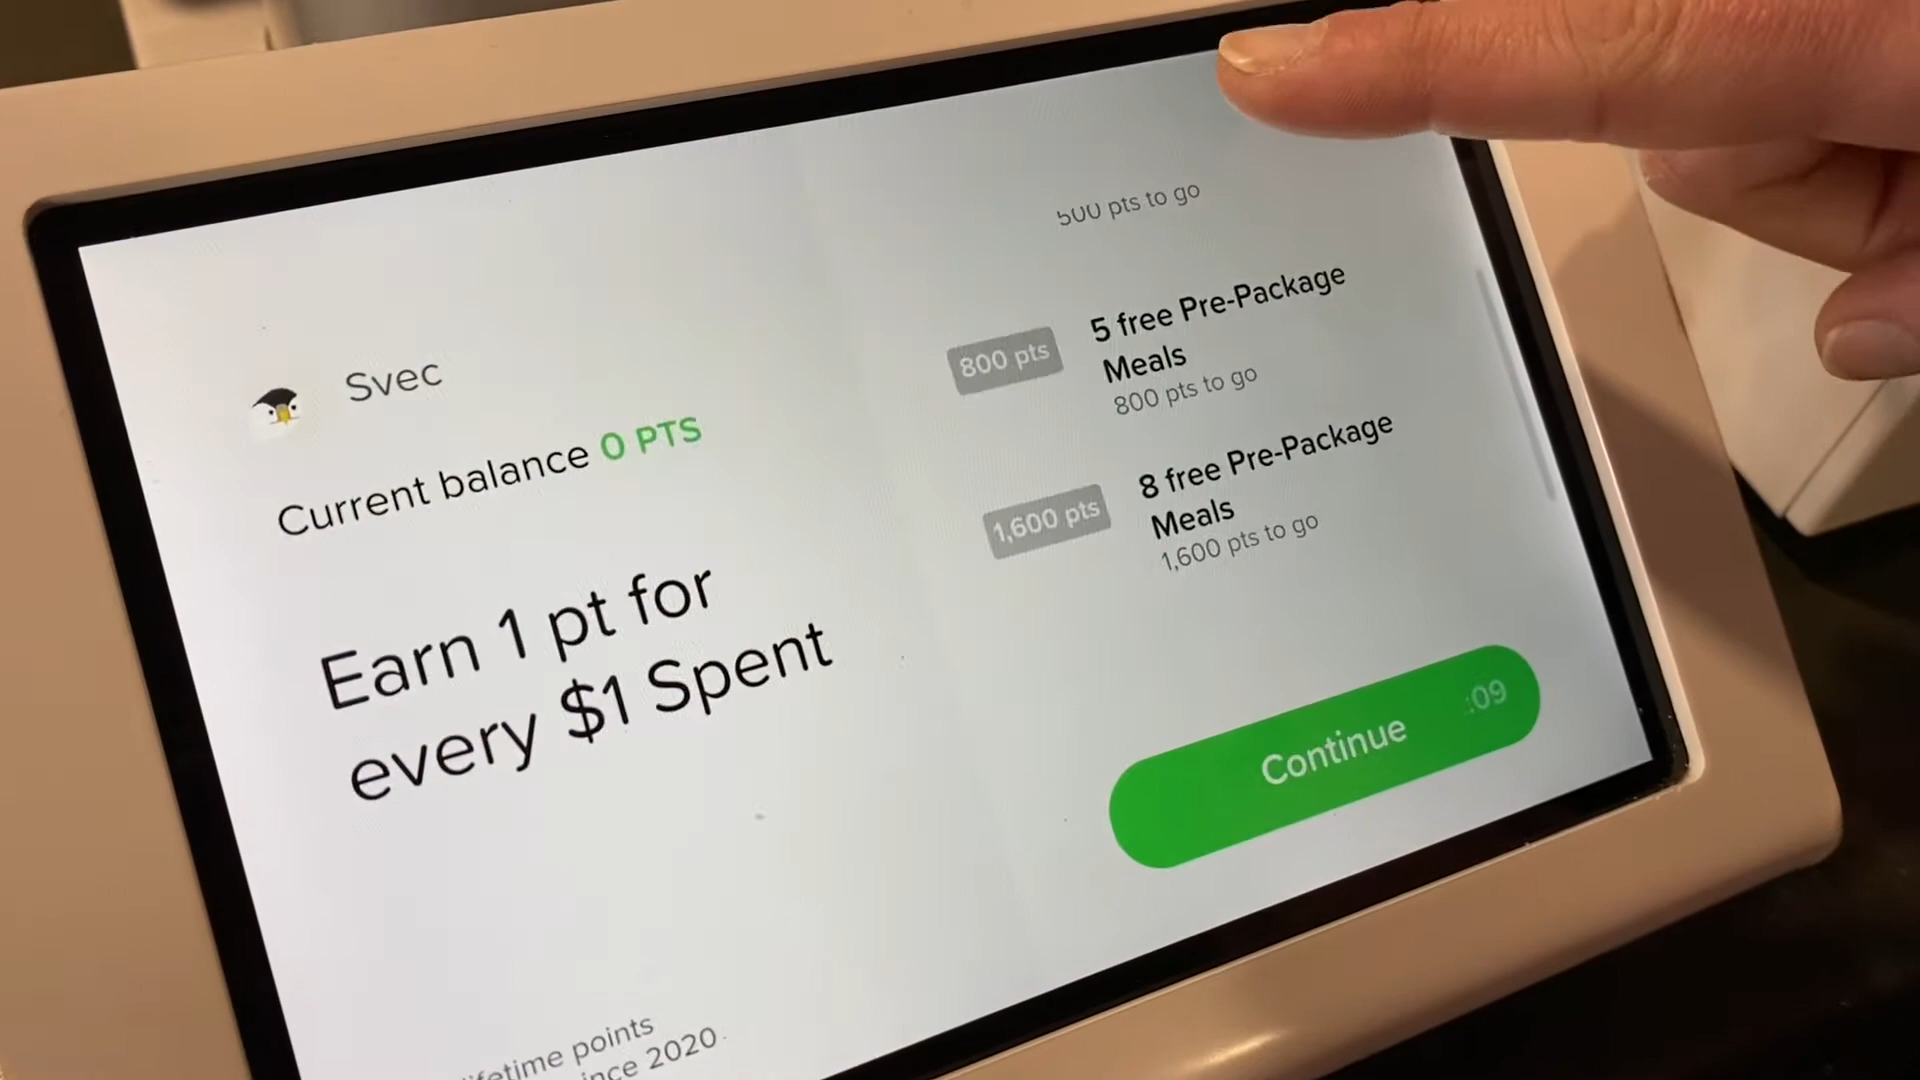 Svec
Current balance 0 PTS
Earn 1 pt for
every $1 Spent
points
2020
500 pts to go
800 pts
5 free Pre-Package
Meals
800 pts to go
1,600 pts
8 free Pre-Package
Meals
1,600 pts to go
Continue :09